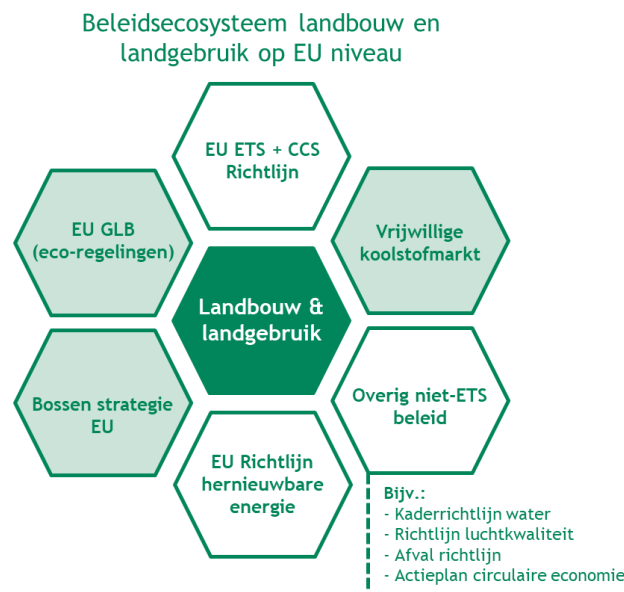 Beleidsecosysteem landbouw en
landgebruik op EU niveau
EU ETS + CCS
Richtlijn
EU GLB
(eco-regelingen)
Vrijwillige
koolstofmarkt
Landbouw &
landgebruik
Bossen strategie
EU
Overig niet-ETS
beleid
EU Richtlijn
hernieuwbare
energie
Bijv.:
- Kaderrichtlijn water
- Richtlijn luchtkwaliteit
- Afval richtlijn
- Actieplan circulaire economie